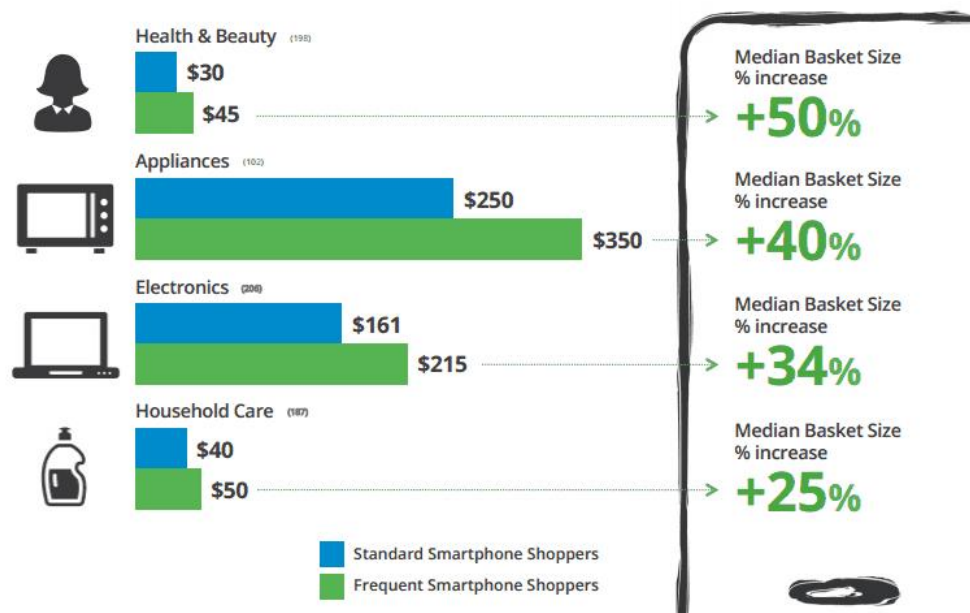 Health & Beauty (198)
$30
$45
Median Basket Size
% increase
+50%
Appliances (102)
$250
$350
Median Basket Size
% increase
+40%
Electronics (206)
$161
$215
Median Basket Size
% increase
+34%
Household Care (187)
$40
$50
Median Basket Size
% increase
+25%
Standard Smartphone Shoppers
Frequent Smartphone Shoppers